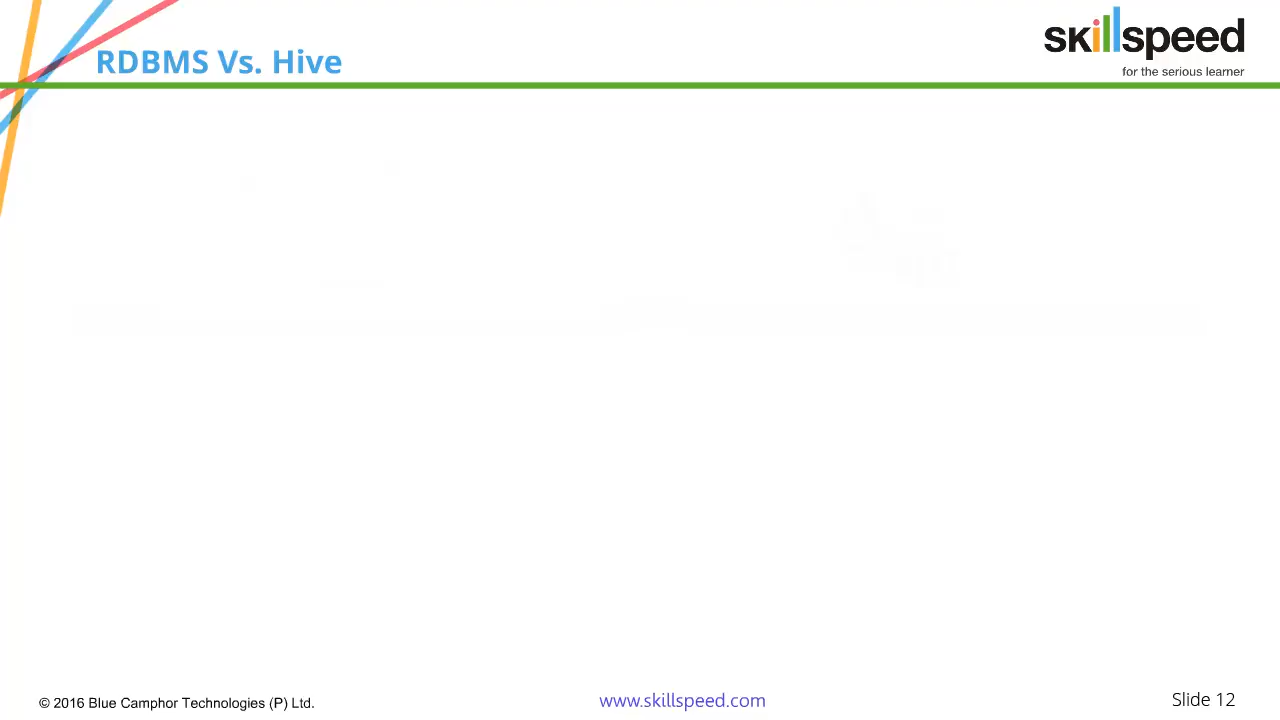 RDBMS Vs. Hive
skillspeed
for the serious learner
© 2016 Blue Camphor Technologies (P) Ltd.
www.skillspeed.com
Slide 12